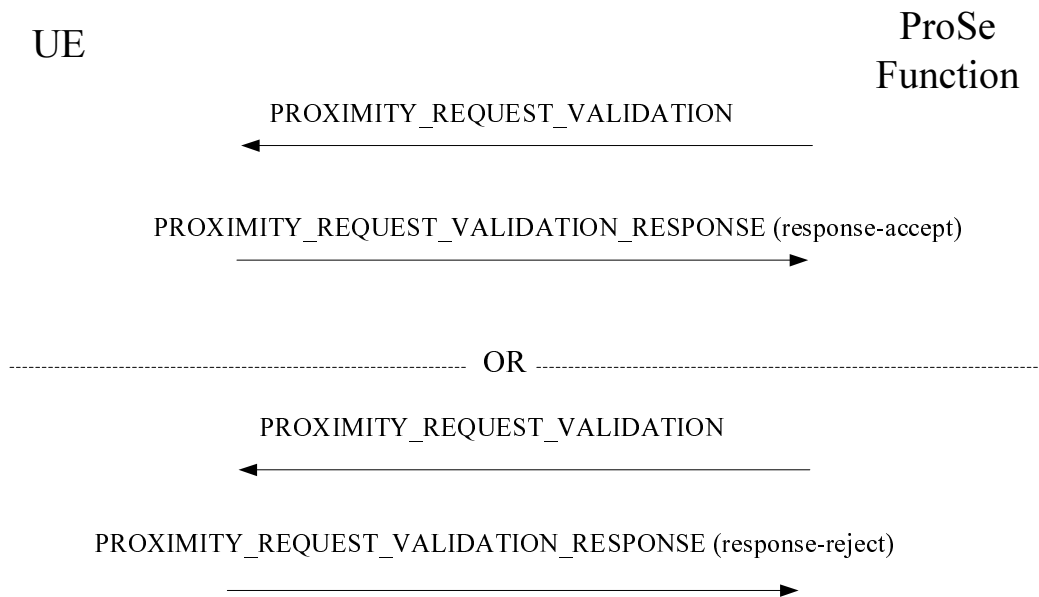 UE
ProSe
Function
PROXIMITY_REQUEST_VALIDATION
PROXIMITY_REQUEST_VALIDATION_RESPONSE (response-accept)
OR
PROXIMITY_REQUEST_VALIDATION
PROXIMITY_REQUEST_VALIDATION_RESPONSE (response-reject)